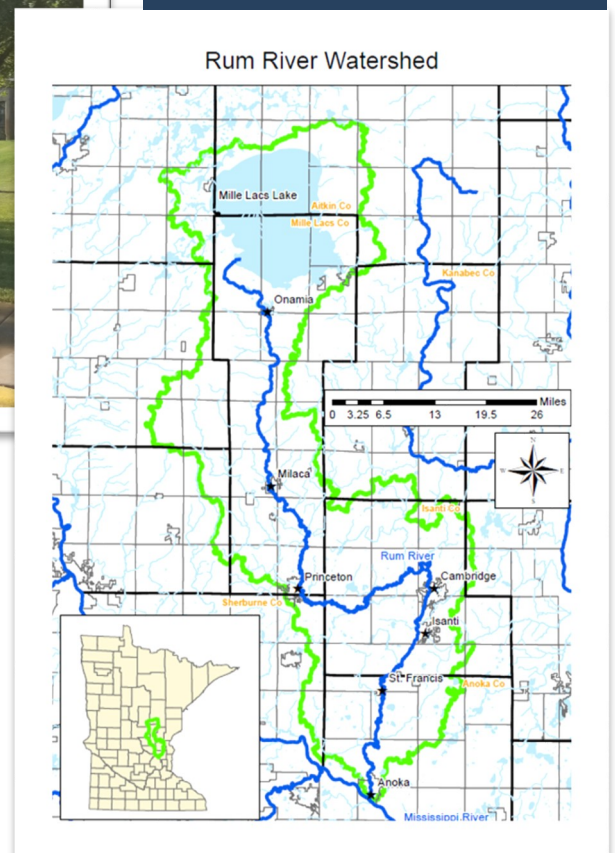 Rum River Watershed
Mille Lacs Lake
Aitkin Co
Mille Lacs Co
Kanabec Co
Onamia
Miles
0 3.25 6.5 13 19.5 26
N
W E
S
Milaca
Isanti Co
Rum River
Princeton
Cambridge
Sherburne Co
Isanti
St. Francis
Anoka Co
Anoka
Mississippi River